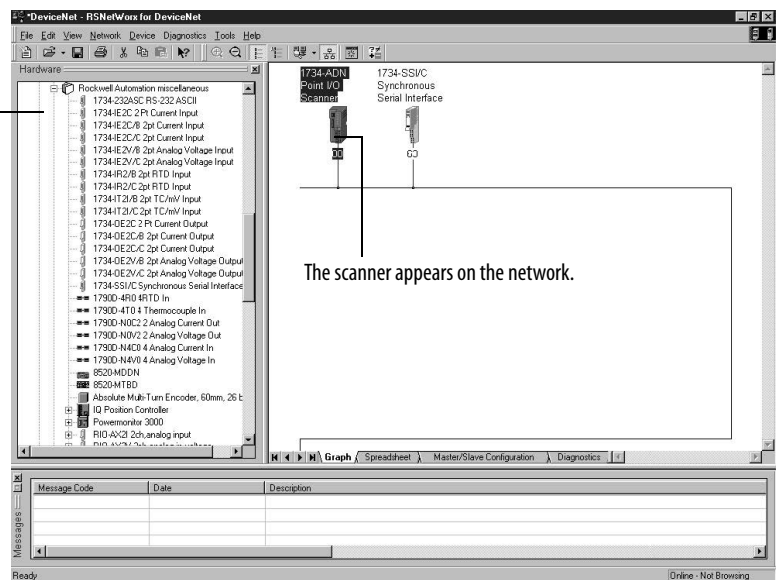 *DeviceNet - RSNetWorx for DeviceNet
File Edit View Network Device Diagnostics Tools Help
Hardware
Rockwell Automation miscellaneous
1734-232ASC RS-232 ASCII
1734-IE2C 2 Pt Current Input
1734-IE2C/B 2pt Current Input
1734-IE2C/C 2pt Current Input
1734-IE2V/B 2pt Analog Voltage Input
1734-IE2V/C 2pt Analog Voltage Input
1734-IR2/B 2pt RTD Input
1734-IR2/C 2pt RTD Input
1734-IT2I/B 2pt TC/mV Input
1734-IT2I/C 2pt TC/mV Input
1734-OE2C 2 Pt Current Output
1734-OE2C/B 2pt Current Output
1734-OE2C/C 2pt Current Output
1734-OE2V/B 2pt Analog Voltage Output
1734-OE2V/C 2pt Analog Voltage Output
1734-SSI/C Synchronous Serial Interface
1790D-4R0 4RTD In
1790D-4T0 4 Thermocouple In
1790D-N0C2 2 Analog Current Out
1790D-N0V2 2 Analog Voltage Out
1790D-N4C0 4 Analog Current In
1790D-N4V0 4 Analog Voltage In
8520-MDDN
8520-MTBD
Absolute Multi-Turn Encoder, 60mm, 26 b
IQ Position Controller
Powermonitor 3000
RIO-AX2I 2ch,analog input
RIO-AX2V 2ch,analog in voltage
1734-ADN
Point I/O
Scanner
00
1734-SSI/C
Synchronous
Serial Interface
63
The scanner appears on the network.
Graph Spreadsheet Master/Slave Configuration Diagnostics
Messages
Message Code Date Description
Ready Online - Not Browsing